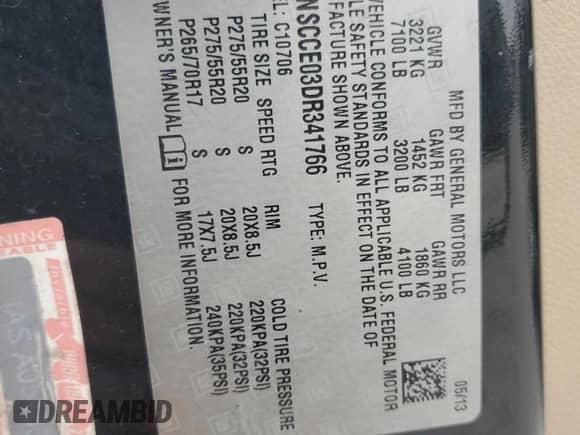 MFD BY GENERAL MOTORS LLC
05/13
GVWR GAWR FRT GAWR RR
3221 KG 1452 KG 1860 KG
7100 LB 3200 LB 4100 LB
VEHICLE CONFORMS TO ALL APPLICABLE U.S. FEDERAL MOTOR
LE SAFETY STANDARDS IN EFFECT ON THE DATE OF
FACTURE SHOWN ABOVE.
NSCCE03DR341766 TYPE: M.P.V.
EL: C10706
TIRE SIZE SPEED RTG RIM COLD TIRE PRESSURE
P275/55R20 S 20X8.5J 220KPA(32PSI)
P275/55R20 S 20X8.5J 220KPA(32PSI)
P265/70R17 S 17X7.5J 240KPA(35PSI)
WNER'S MANUAL FOR MORE INFORMATION.
NING
EABLE
Invisible
DREAMBID